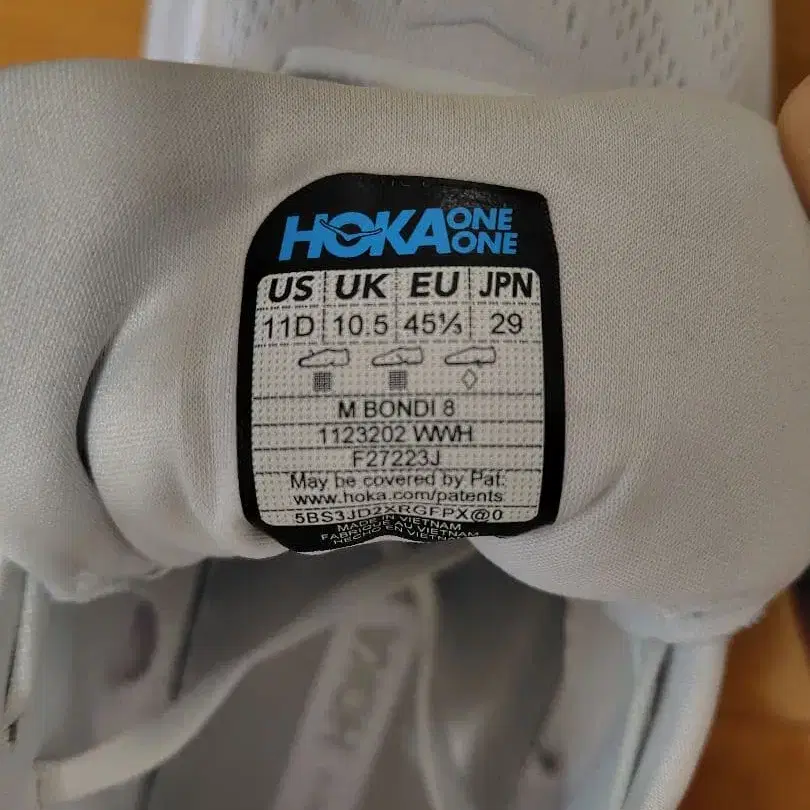 HOKA ONE ONE
US UK EU JPN
11D 10.5 45⅓ 29
M BONDI 8
1123202 WWH
F27223J
May be covered by Pat:
www.hoka.com/patents
5BS3JD2XRGFPX@0
MADE IN VIETNAM
FABRIQUE AU VIETNAM
HECHO EN VIETNAM
HOKA